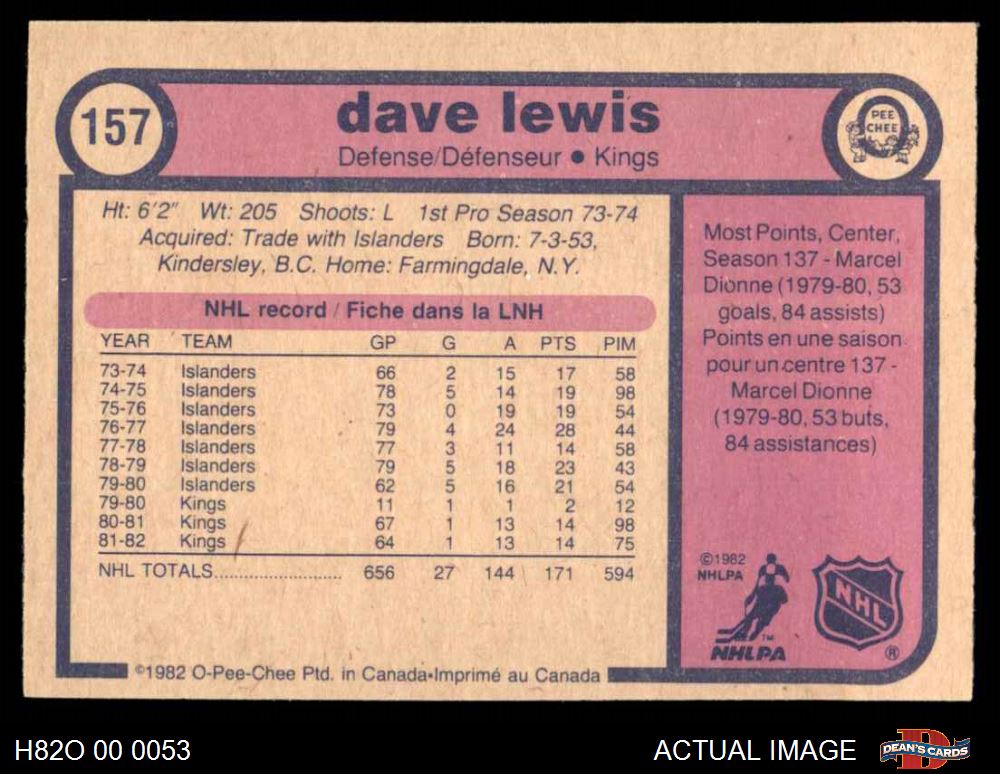 157
dave lewis
Defense/Défenseur ● Kings
PEE
CHEE
Ht: 6'2" Wt: 205 Shoots: L 1st Pro Season 73-74
Acquired: Trade with Islanders Born: 7-3-53,
Kindersley, B.C. Home: Farmingdale, N.Y.
NHL record / Fiche dans la LNH
YEAR TEAM GP G A PTS PIM
73-74 Islanders 66 2 15 17 58
74-75 Islanders 78 5 14 19 98
75-76 Islanders 73 0 19 19 54
76-77 Islanders 79 4 24 28 44
77-78 Islanders 77 3 11 14 58
78-79 Islanders 79 5 18 23 43
79-80 Islanders 62 5 16 21 54
79-80 Kings 11 1 1 2 12
80-81 Kings 67 1 13 14 98
81-82 Kings 64 1 13 14 75
NHL TOTALS........................ 656 27 144 171 594
Most Points, Center,
Season 137 - Marcel
Dionne (1979-80, 53
goals, 84 assists)
Points en une saison
pour un centre 137 -
Marcel Dionne
(1979-80, 53 buts,
84 assistances)
©1982
NHLPA
TM
NHLPA
NHL
®
©1982 O-Pee-Chee Ptd. in Canada•Imprimé au Canada
H82O 00 0053
ACTUAL IMAGE
DEAN'S CARDS